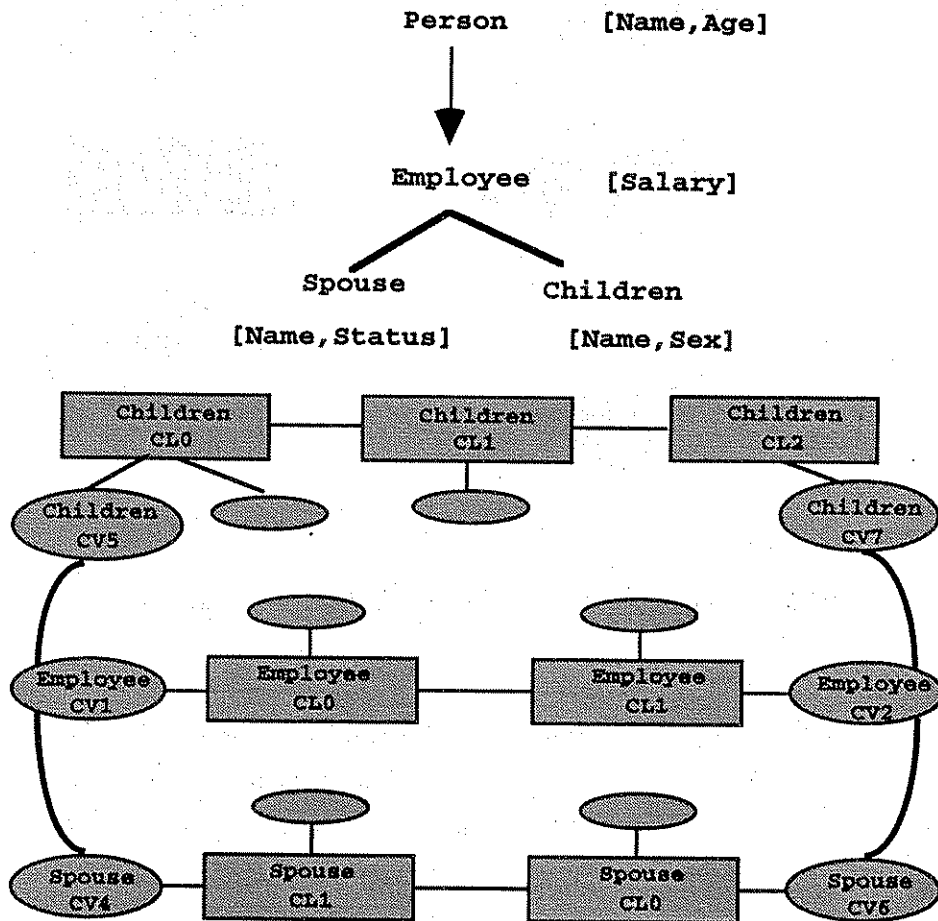 Person [Name,Age]
Employee [Salary]
Spouse Children
[Name,Status] [Name,Sex]
Children
CL0
Children
CL1
Children
CL2
Children
CV5
Children
CV7
Employee
CV1
Employee
CL0
Employee
CL1
Employee
CV2
Spouse
CV4
Spouse
CL1
Spouse
CL0
Spouse
CV6